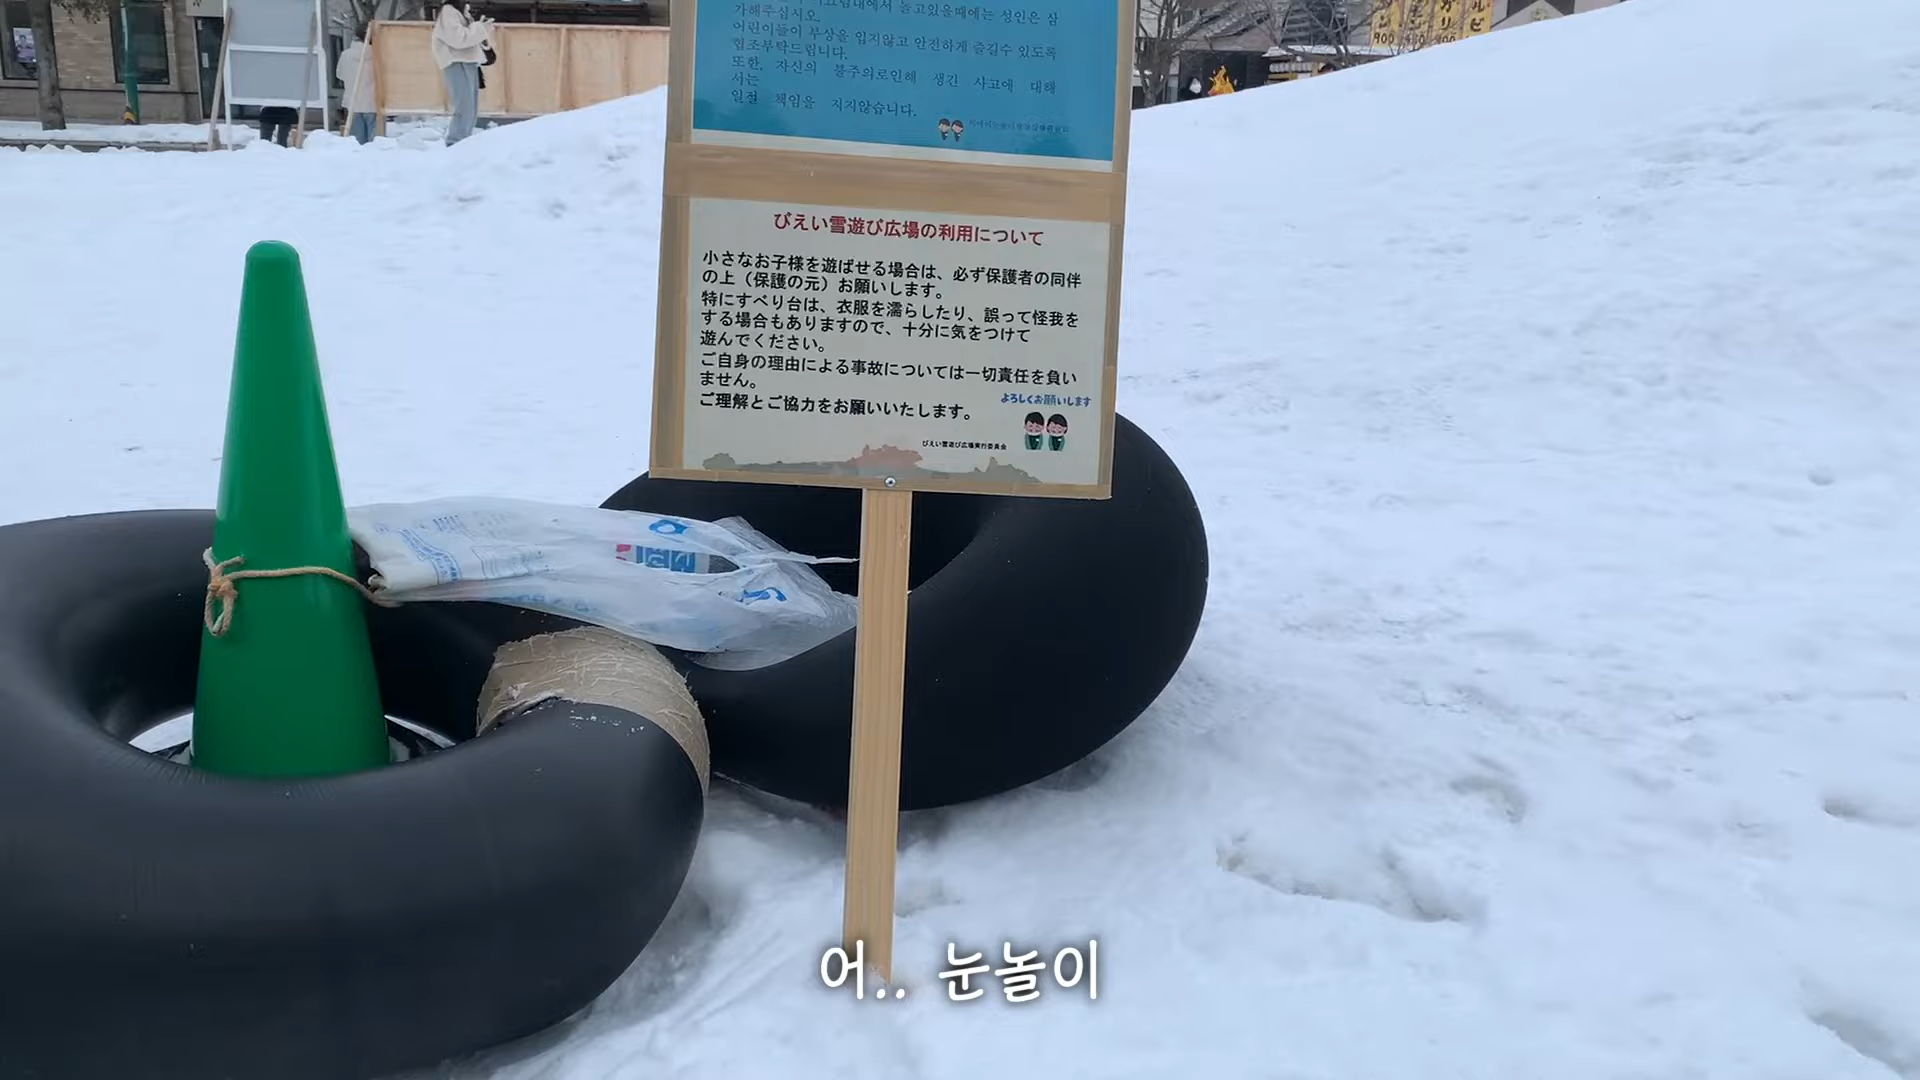 놀고있을때에는 성인은 삼
가해주십시오.
어린이들이 부상을 입지않고 안전하게 즐길수 있도록
협조부탁드립니다.
또한, 자신의 불주의로인해 생긴 사고에 대해
서는
일절 책임을 지지않습니다.
びえい雪遊び広場の利用について
小さなお子様を遊ばせる場合は、必ず保護者の同伴
の上（保護の元）お願いします。
特にすべり台は、衣服を濡らしたり、誤って怪我を
する場合もありますので、十分に気をつけて
遊んでください。
ご自身の理由による事故については一切責任を負い
ません。
ご理解とご協力をお願いいたします。
よろしくお願いします
びえい雪遊び広場実行委員会
어.. 눈놀이